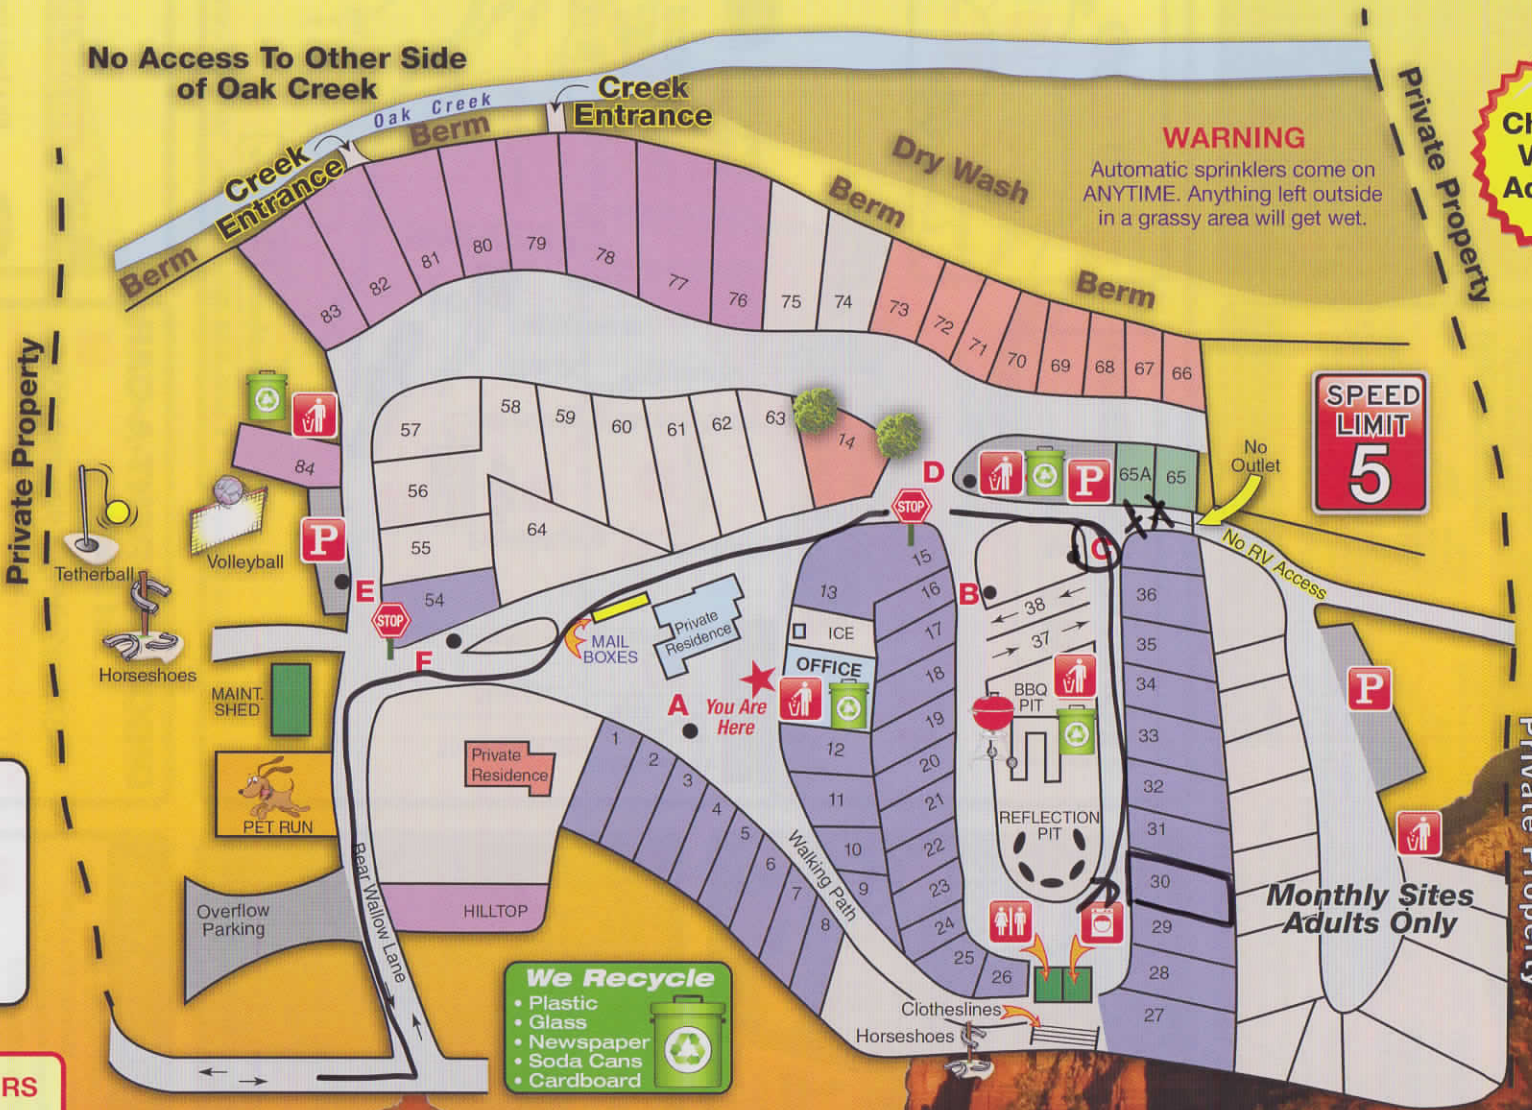 No Access To Other Side
of Oak Creek
Oak Creek
Creek
Entrance
Berm
Creek
Entrance
Berm
Dry Wash
Berm
Berm
WARNING
Automatic sprinklers come on
ANYTIME. Anything left outside
in a grassy area will get wet.
Private Property
Private Property
Private Property
Private Property
83
82
81
80
79
78
77
76
75
74
73
72
71
70
69
68
67
66
SPEED
LIMIT
5
No
Outlet
No RV Access
57
58
59
60
61
62
63
14
56
55
64
54
84
P
Volleyball
Tetherball
Horseshoes
E
STOP
F
D
STOP
P
65A
65
C
B
MAIL
BOXES
Private
Residence
13
ICE
OFFICE
A
You Are
Here
15
16
17
18
19
20
21
22
23
24
25
26
38
37
BBQ
PIT
REFLECTION
PIT
36
35
34
33
32
31
30
29
28
27
P
Monthly Sites
Adults Only
MAINT.
SHED
PET RUN
Private
Residence
HILLTOP
Overflow
Parking
Bear Wallow Lane
1
2
3
4
5
6
7
8
12
11
10
9
Walking Path
We Recycle
• Plastic
• Glass
• Newspaper
• Soda Cans
• Cardboard
Clotheslines
Horseshoes
RS